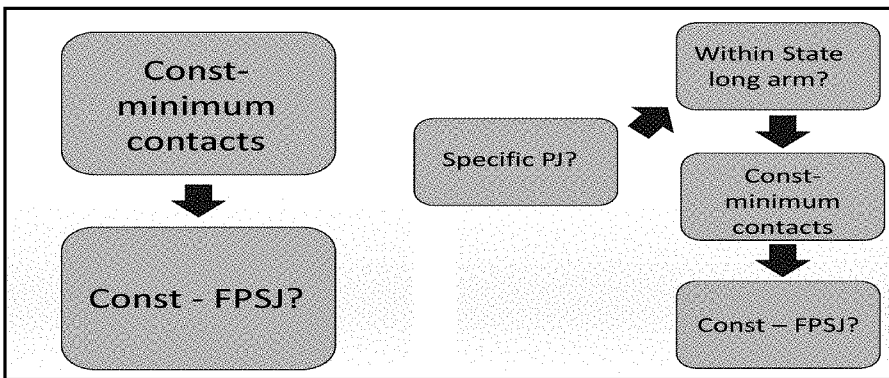 Const-
minimum
contacts
Const - FPSJ?
Specific PJ?
Within State
long arm?
Const-
minimum
contacts
Const – FPSJ?